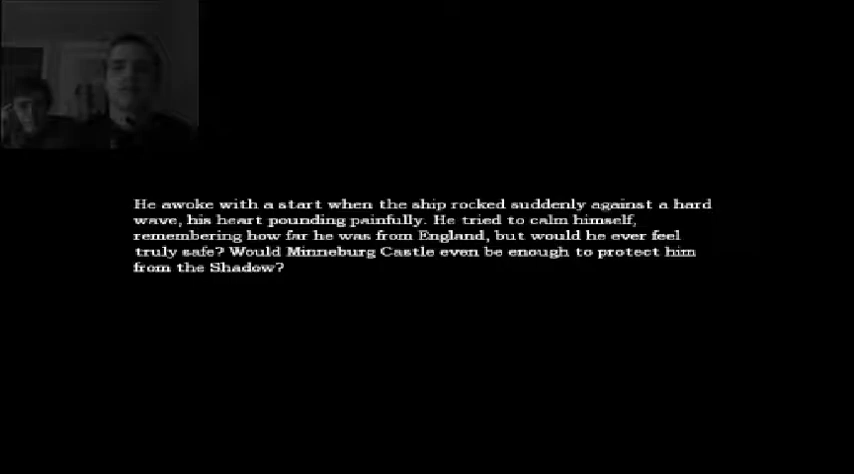 He awoke with a start when the ship rocked suddenly against a hard
wave, his heart pounding painfully. He tried to calm himself,
remembering how far he was from England, but would he ever feel
truly safe? Would Minneburg Castle even be enough to protect him
from the Shadow?